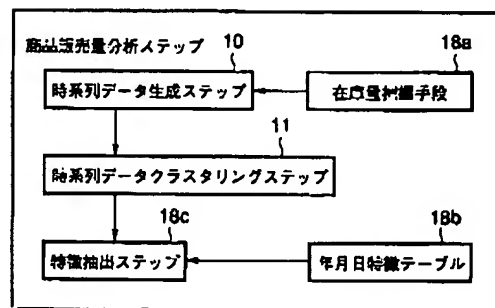 商品販売量分析ステップ
10
18a
時系列データ生成ステップ
在庫量把握手段
11
時系列データクラスタリングステップ
18c
18b
特徴抽出ステップ
年月日特徴テーブル